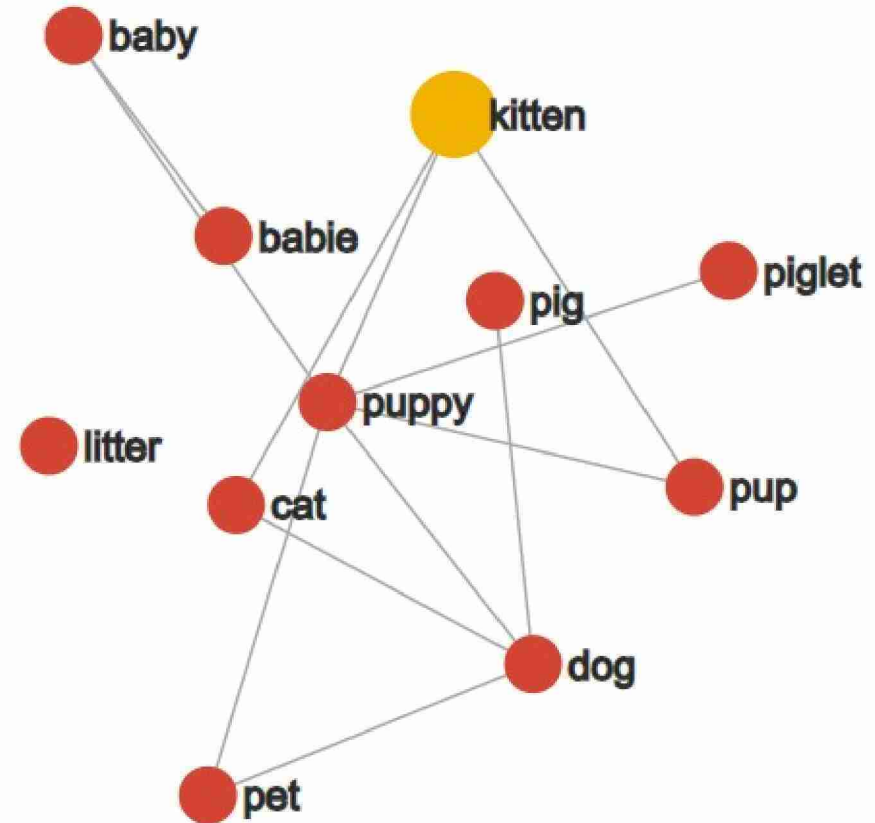 baby
kitten
babie
piglet
pig
puppy
litter
pup
cat
dog
pet